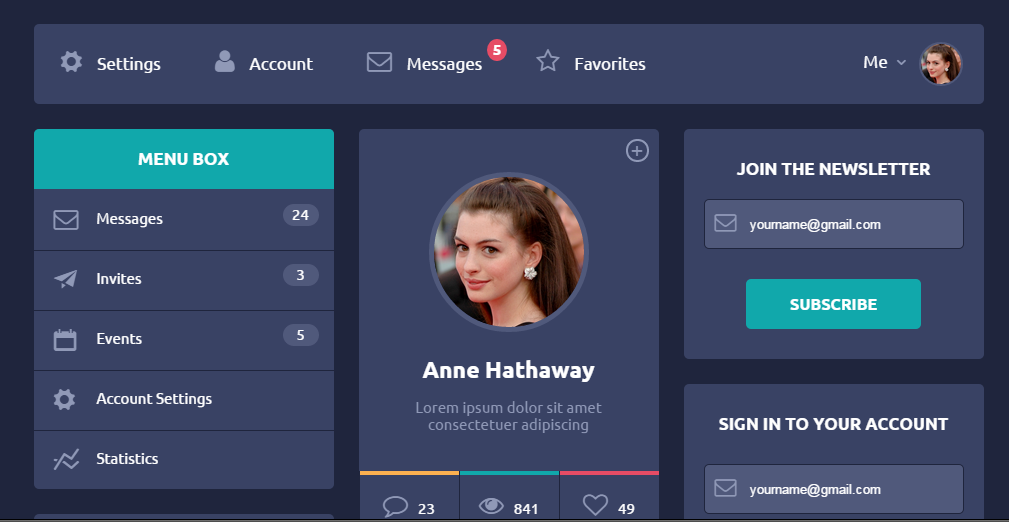 Settings
Account
Messages
5
Favorites
Me
MENU BOX
Messages
24
Invites
3
Events
5
Account Settings
Statistics
Anne Hathaway
Lorem ipsum dolor sit amet
consectetuer adipiscing
23
841
49
JOIN THE NEWSLETTER
yourname@gmail.com
SUBSCRIBE
SIGN IN TO YOUR ACCOUNT
yourname@gmail.com